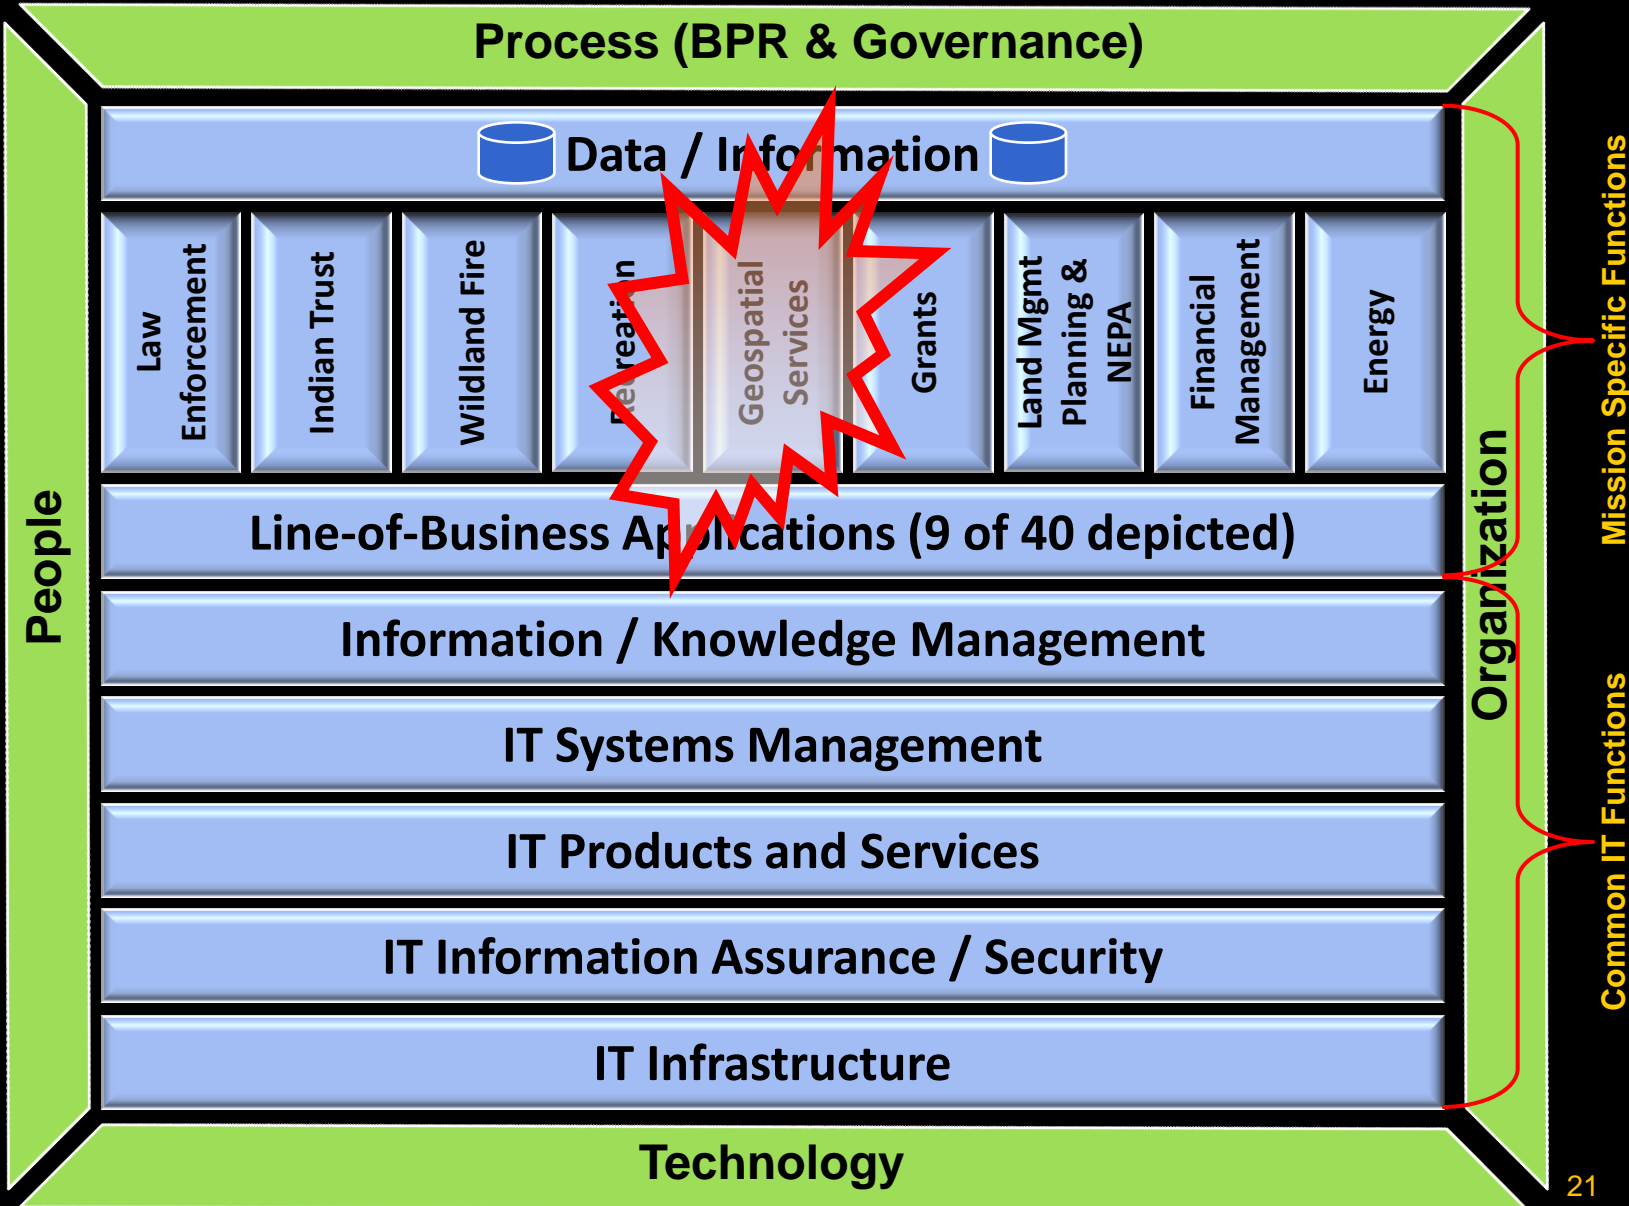 Process (BPR & Governance)
Data / Information
Law
Enforcement
Indian Trust
Wildland Fire
Recreation
Geospatial
Services
Grants
Land Mgmt
Planning &
NEPA
Financial
Management
Energy
Line-of-Business Applications (9 of 40 depicted)
Information / Knowledge Management
IT Systems Management
IT Products and Services
IT Information Assurance / Security
IT Infrastructure
Technology
People
Organization
Mission Specific Functions
Common IT Functions
21